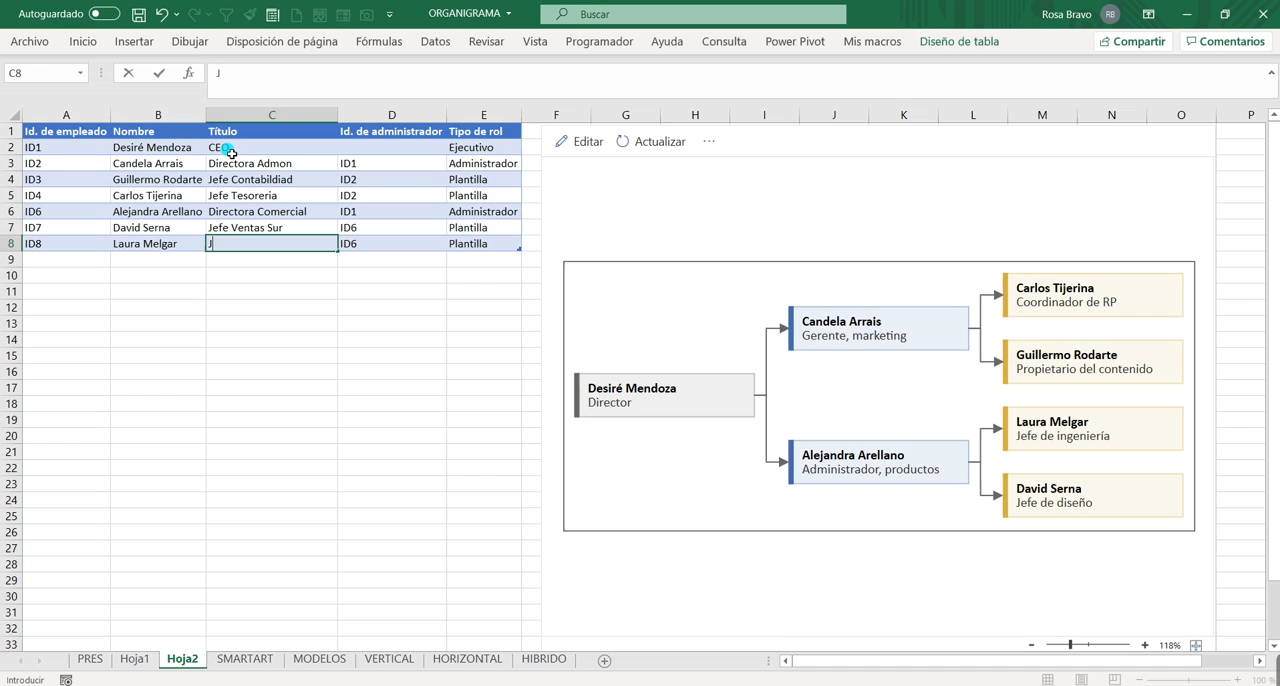 Autoguardado
ORGANIGRAMA
Buscar
Rosa Bravo
RB
Archivo Inicio Insertar Dibujar Disposición de página Fórmulas Datos Revisar Vista Programador Ayuda Consulta Power Pivot Mis macros Diseño de tabla Compartir Comentarios
C8 fx J
A B C D E F G H I J K L M N O P
1 Id. de empleado Nombre Título Id. de administrador Tipo de rol
2 ID1 Desiré Mendoza CEO Ejecutivo
3 ID2 Candela Arrais Directora Admon ID1 Administrador
4 ID3 Guillermo Rodarte Jefe Contabildiad ID2 Plantilla
5 ID4 Carlos Tijerina Jefe Tesoreria ID2 Plantilla
6 ID6 Alejandra Arellano Directora Comercial ID1 Administrador
7 ID7 David Serna Jefe Ventas Sur ID6 Plantilla
8 ID8 Laura Melgar J ID6 Plantilla
9
10
11
12
13
14
15
16
17
18
19
20
21
22
23
24
25
26
27
28
29
30
31
32
33
Editar Actualizar ...
Carlos Tijerina
Coordinador de RP
Candela Arrais
Gerente, marketing
Guillermo Rodarte
Propietario del contenido
Desiré Mendoza
Director
Laura Melgar
Jefe de ingeniería
Alejandra Arellano
Administrador, productos
David Serna
Jefe de diseño
118%
PRES Hoja1 Hoja2 SMARTART MODELOS VERTICAL HORIZONTAL HIBRIDO
Introducir
100 %